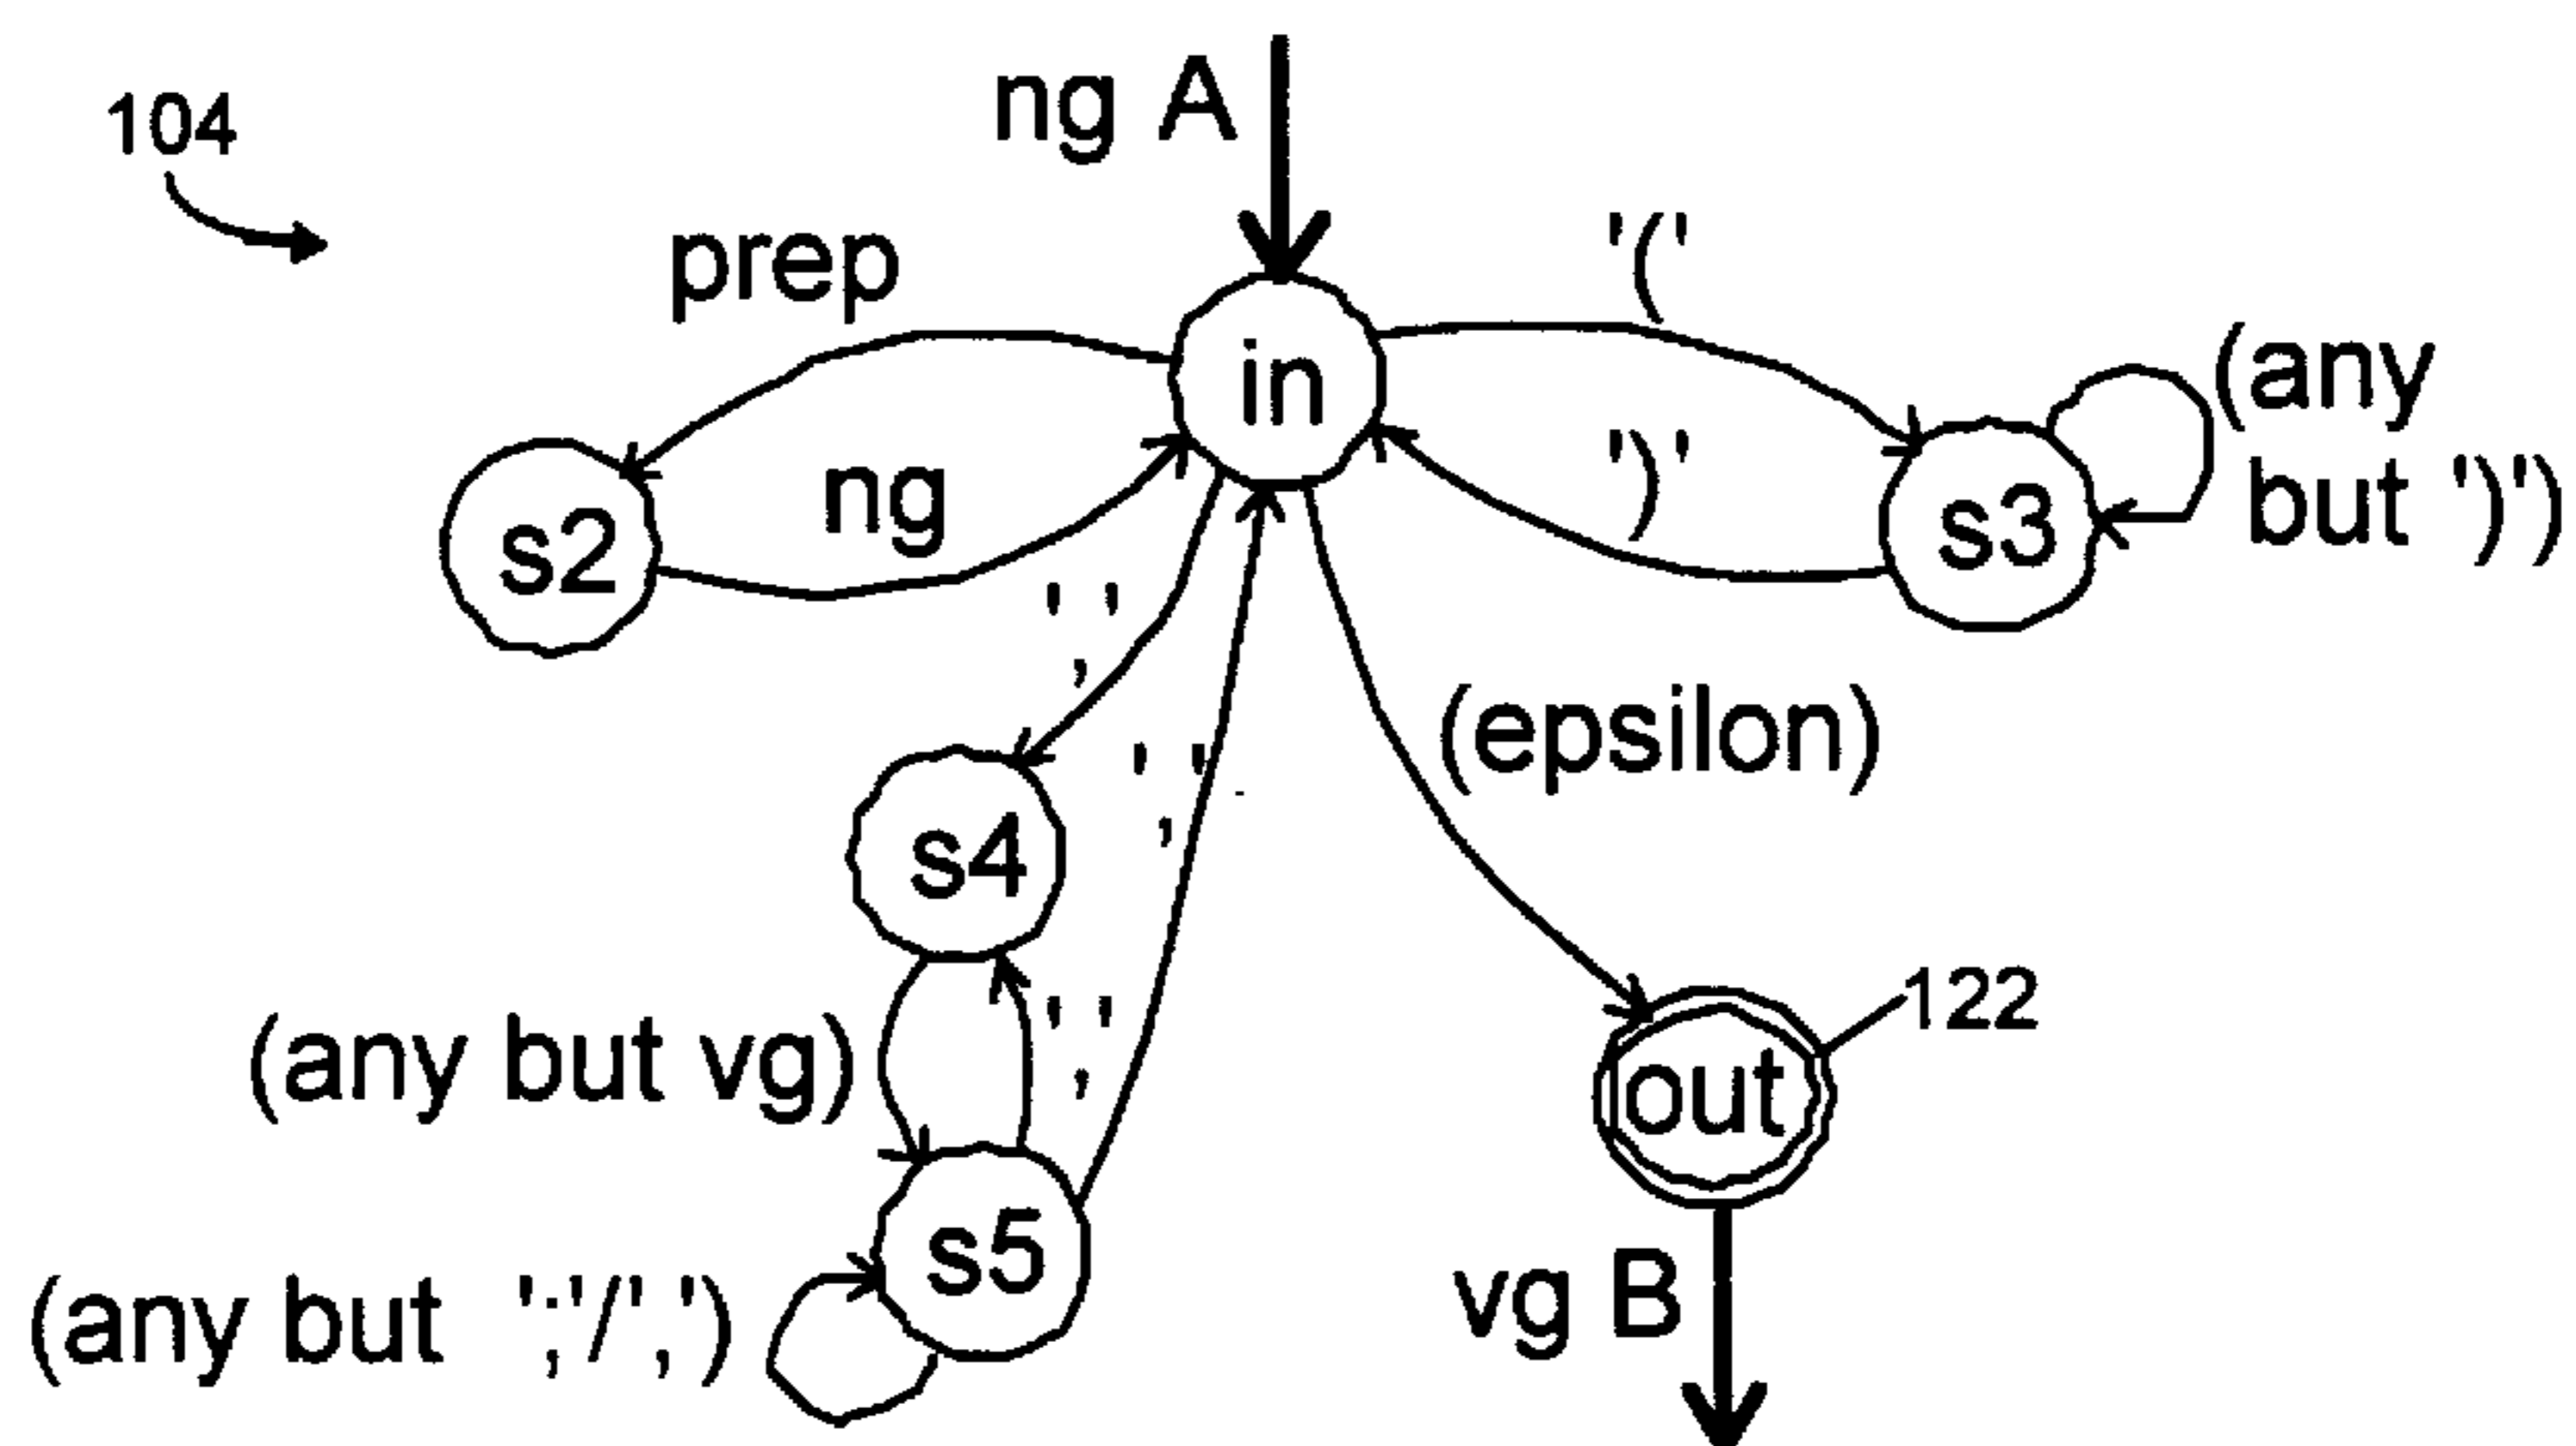 104
ng A
prep
'('
in
(any
but ')')
')'
ng
s2
s3
','
(epsilon)
','
s4
122
(any but vg)
','
out
s5
(any but ';'/',')
vg B